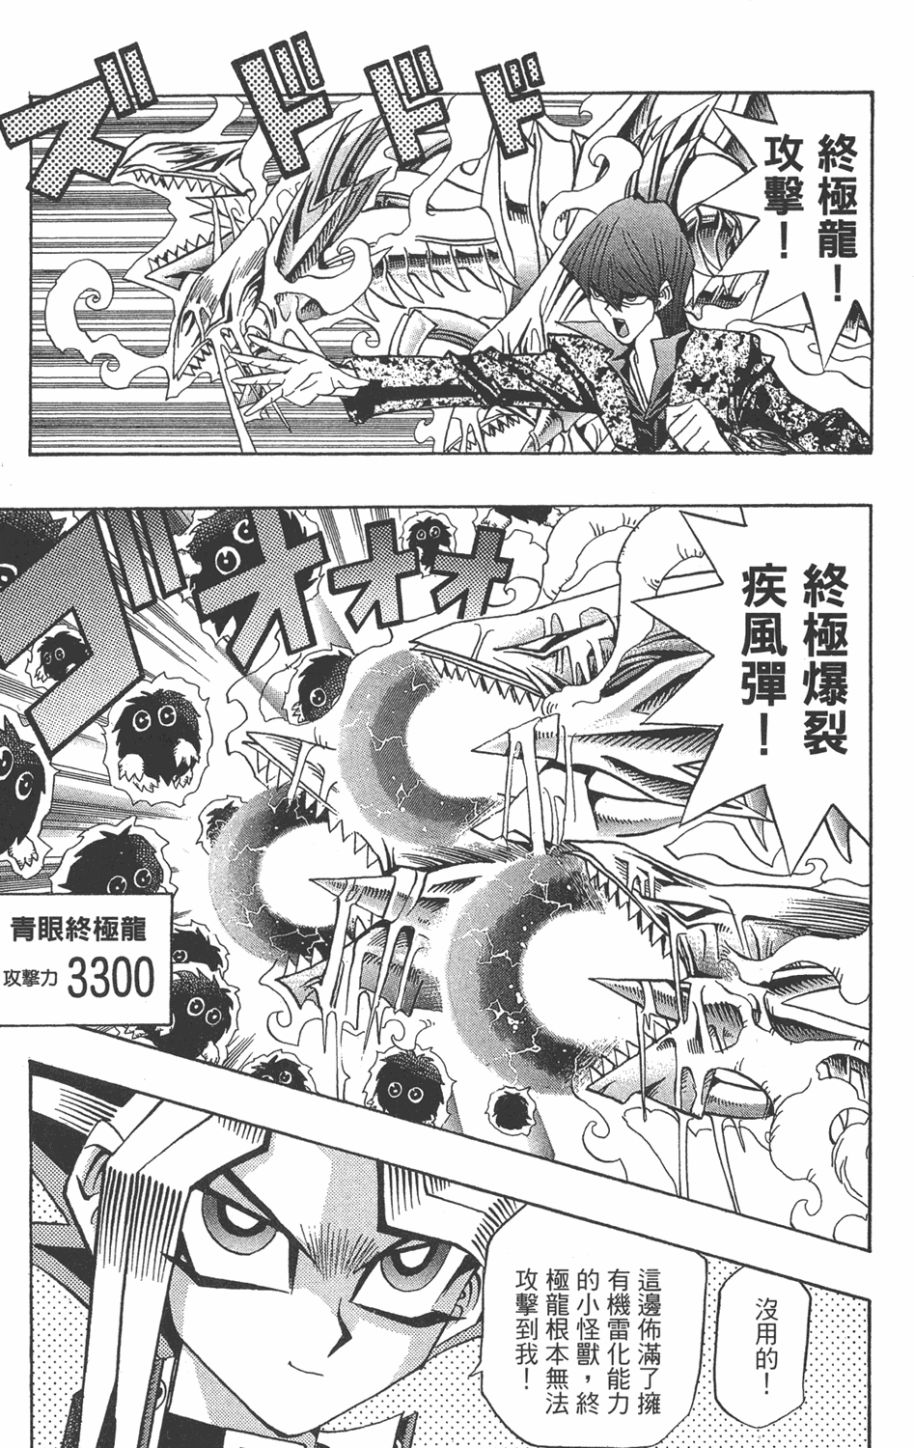 ズドドド
終極龍！
攻擊！
終極爆裂
疾風彈！
ゴオオオ
青眼終極龍
攻擊力 3300
沒用的！
這邊佈滿了擁
有機雷化能力
的小怪獸，終
極龍根本無法
攻擊到我！